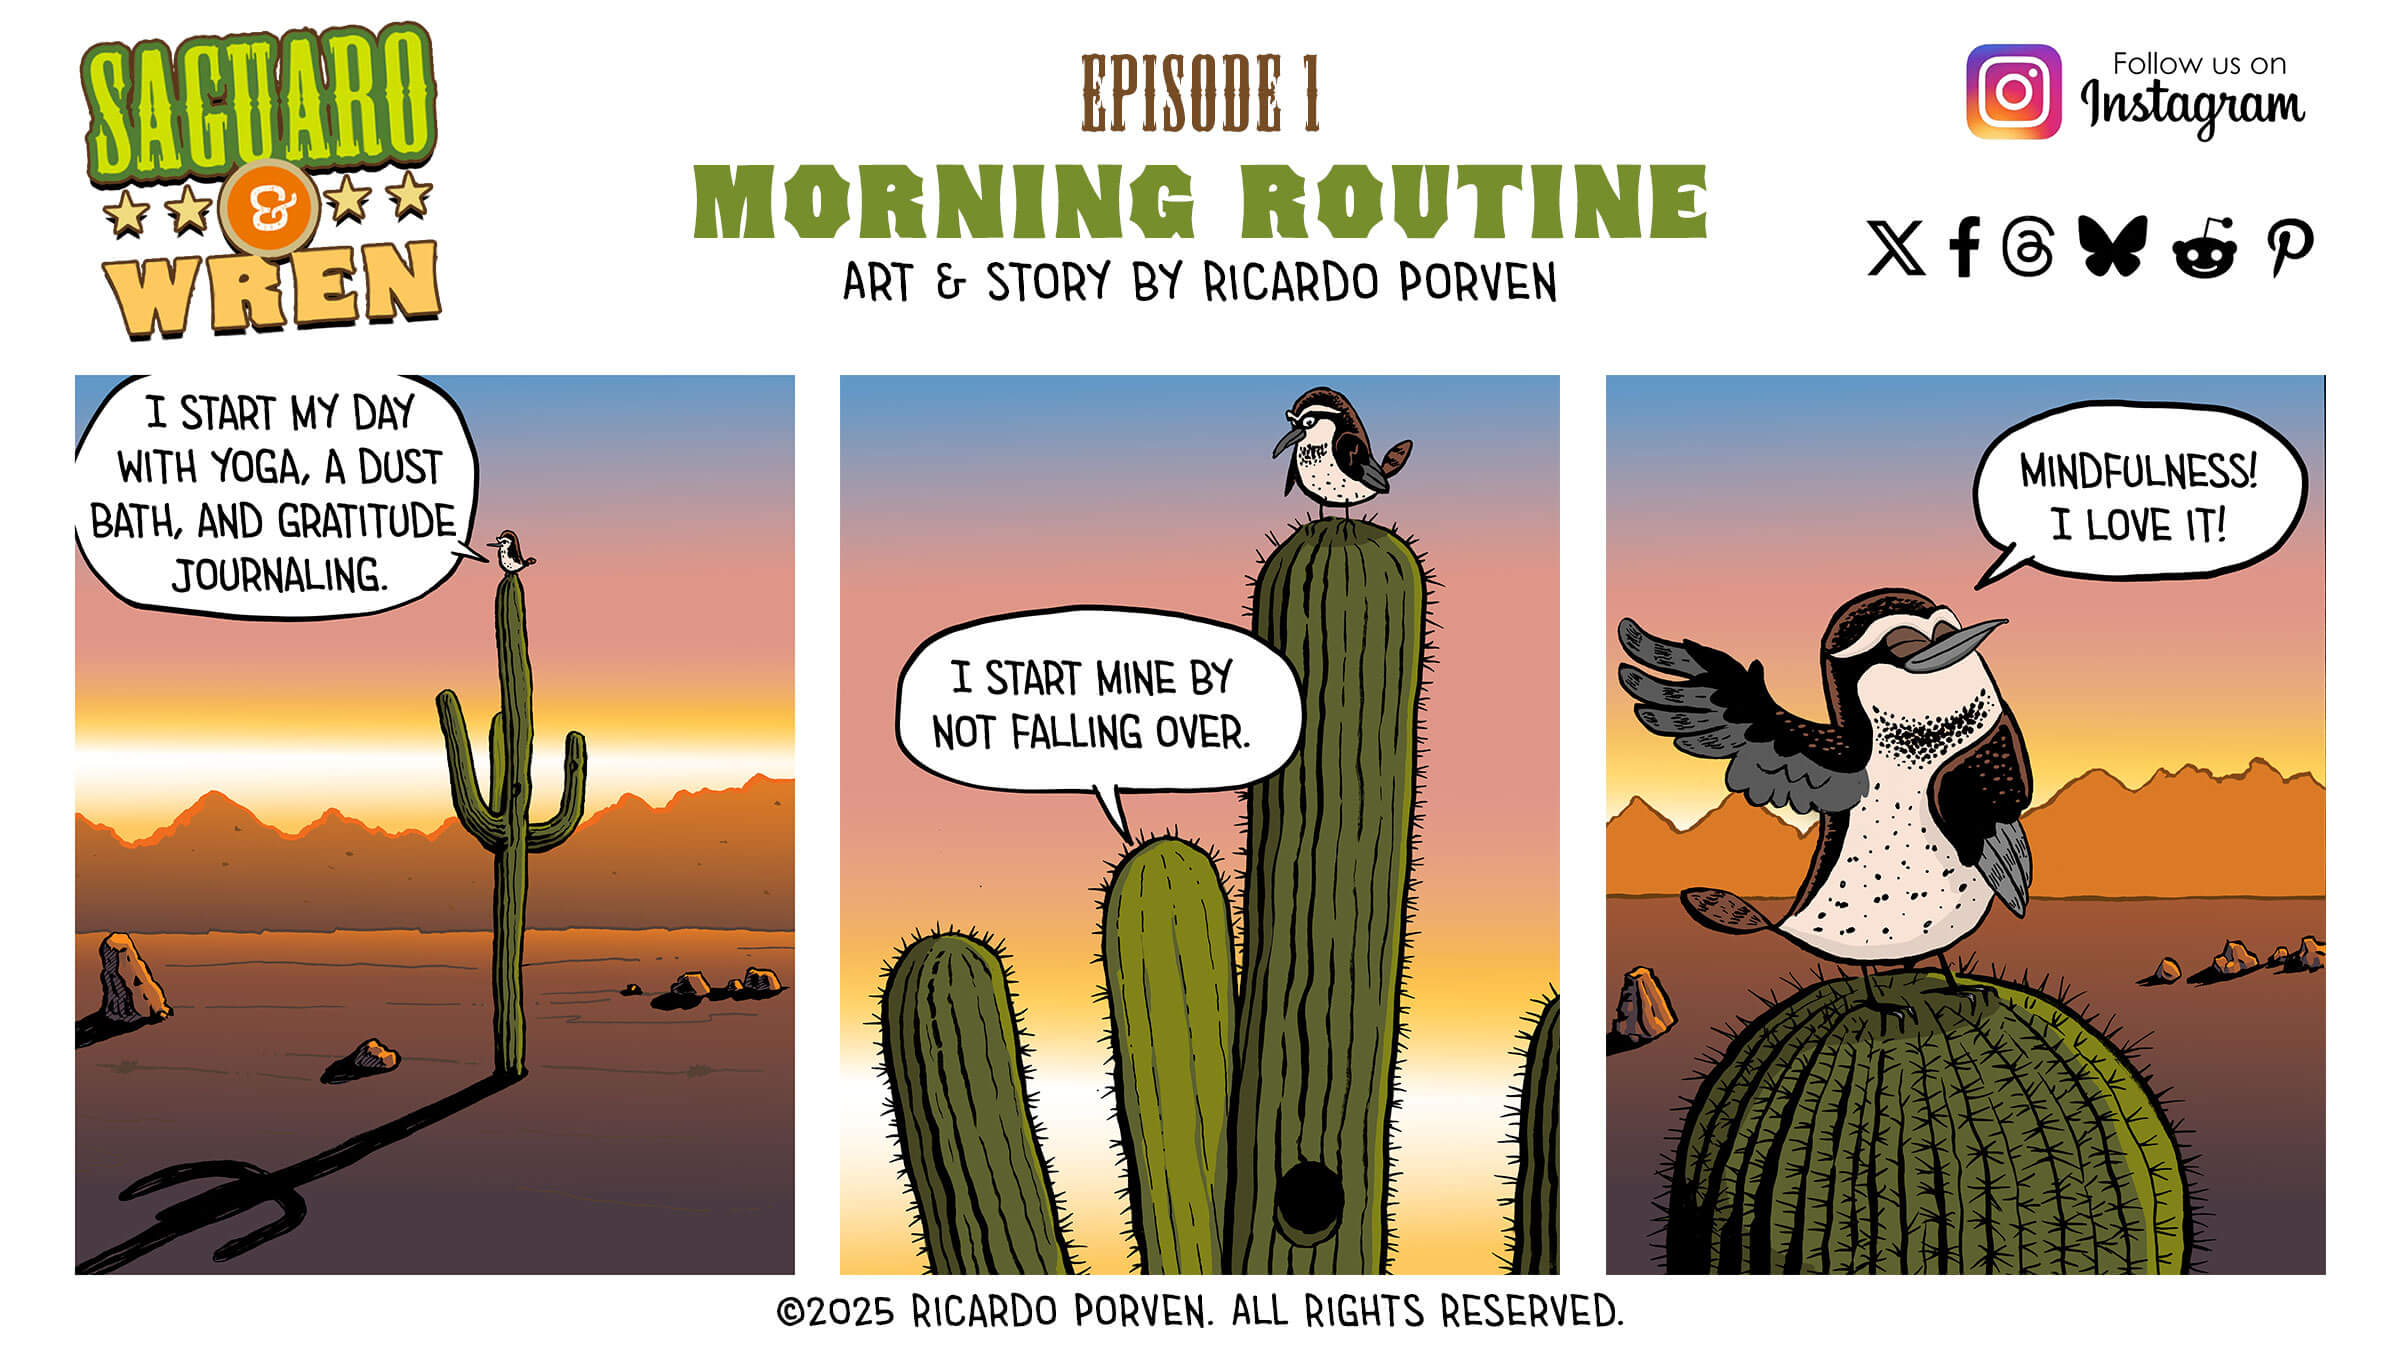 SAGUARO
&
WREN
EPISODE 1
MORNING ROUTINE
ART & STORY BY RICARDO PORVEN
Follow us on
Instagram
I START MY DAY
WITH YOGA, A DUST
BATH, AND GRATITUDE
JOURNALING.
I START MINE BY
NOT FALLING OVER.
MINDFULNESS!
I LOVE IT!
©2025 RICARDO PORVEN. ALL RIGHTS RESERVED.